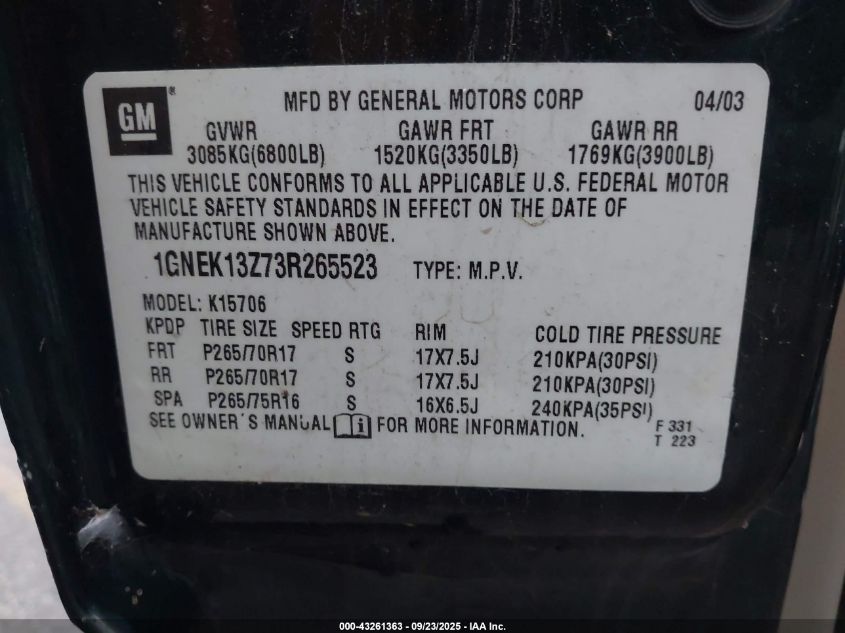 GM®
MFD BY GENERAL MOTORS CORP 04/03
GVWR GAWR FRT GAWR RR
3085KG(6800LB) 1520KG(3350LB) 1769KG(3900LB)
THIS VEHICLE CONFORMS TO ALL APPLICABLE U.S. FEDERAL MOTOR
VEHICLE SAFETY STANDARDS IN EFFECT ON THE DATE OF
MANUFACTURE SHOWN ABOVE.
1GNEK13Z73R265523 TYPE: M.P.V.
MODEL: K15706
KPDP TIRE SIZE SPEED RTG RIM COLD TIRE PRESSURE
FRT P265/70R17 S 17X7.5J 210KPA(30PSI)
RR P265/70R17 S 17X7.5J 210KPA(30PSI)
SPA P265/75R16 S 16X6.5J 240KPA(35PSI)
SEE OWNER'S MANUAL i FOR MORE INFORMATION.
F 331
T 223
000-43261363 - 09/23/2025 - IAA Inc.